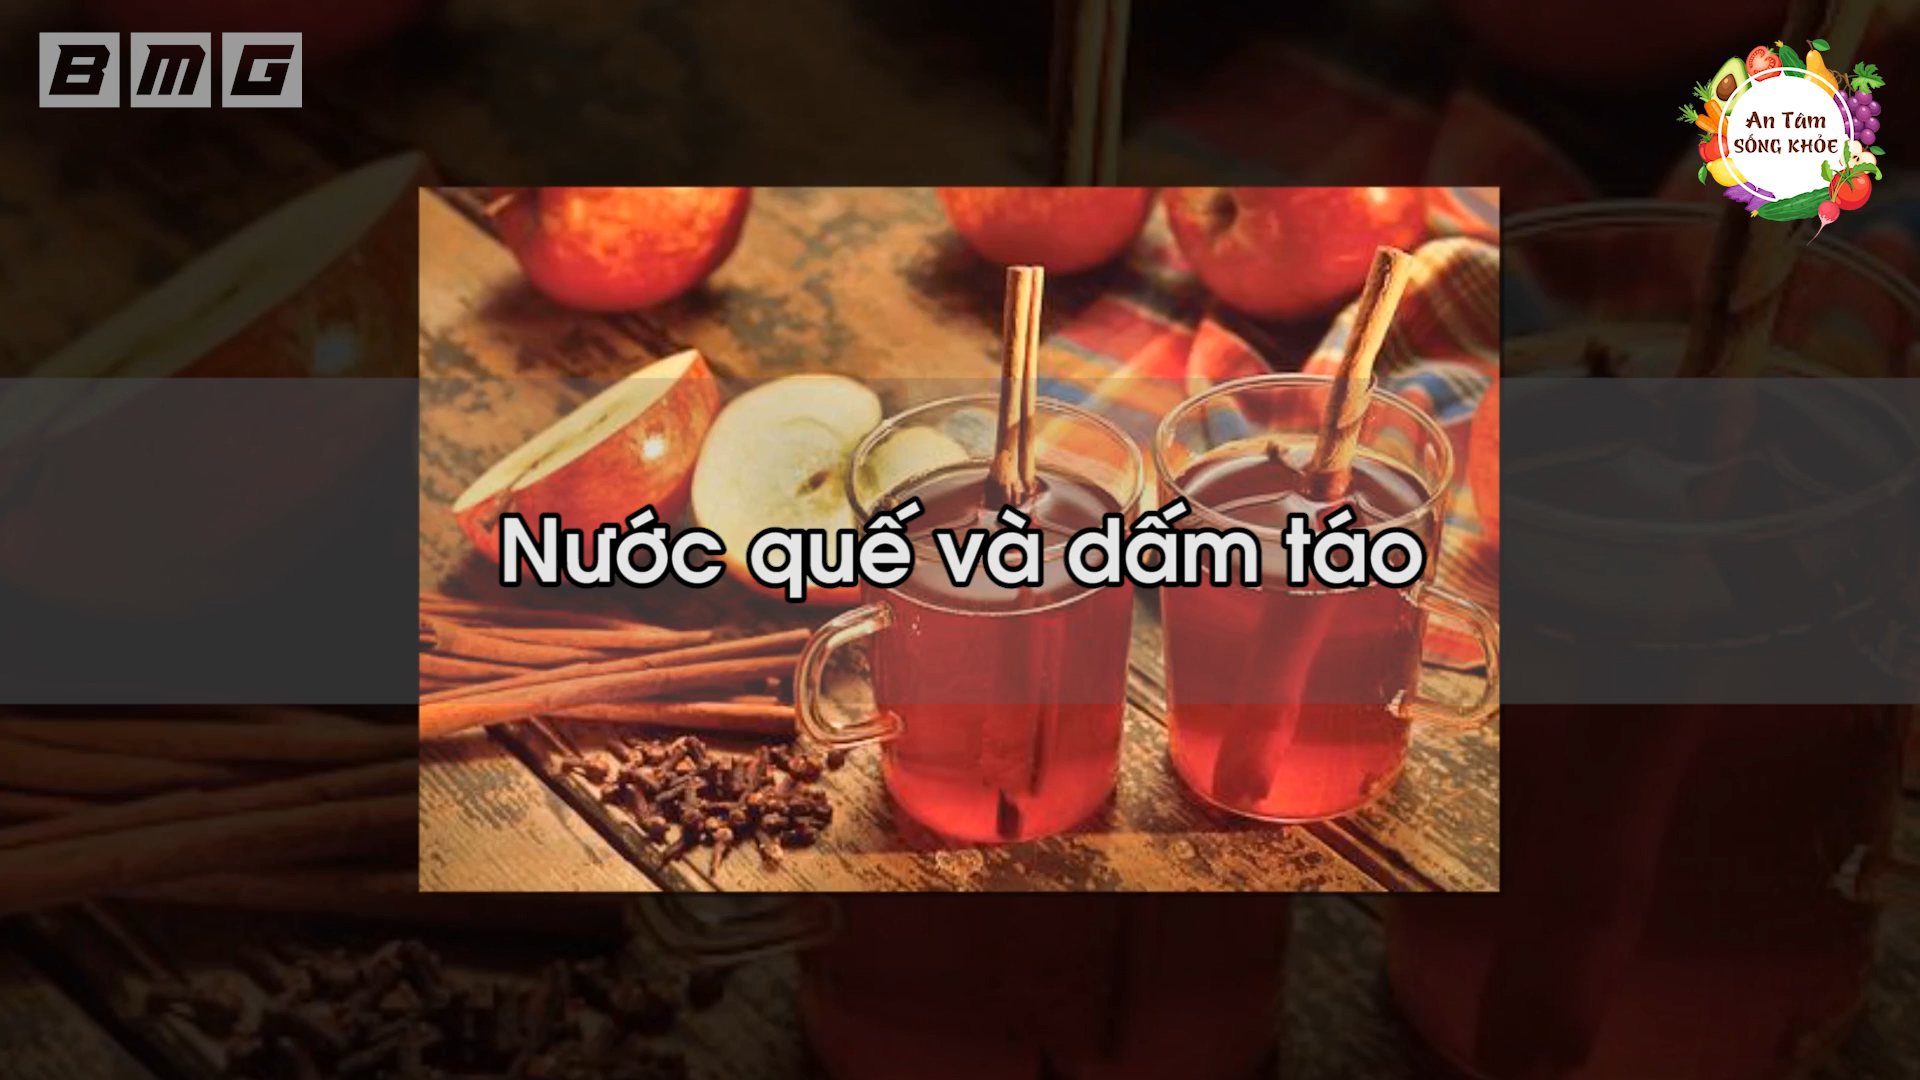 BMG
An Tâm
SỐNG KHỎE
Nước quế và dấm táo